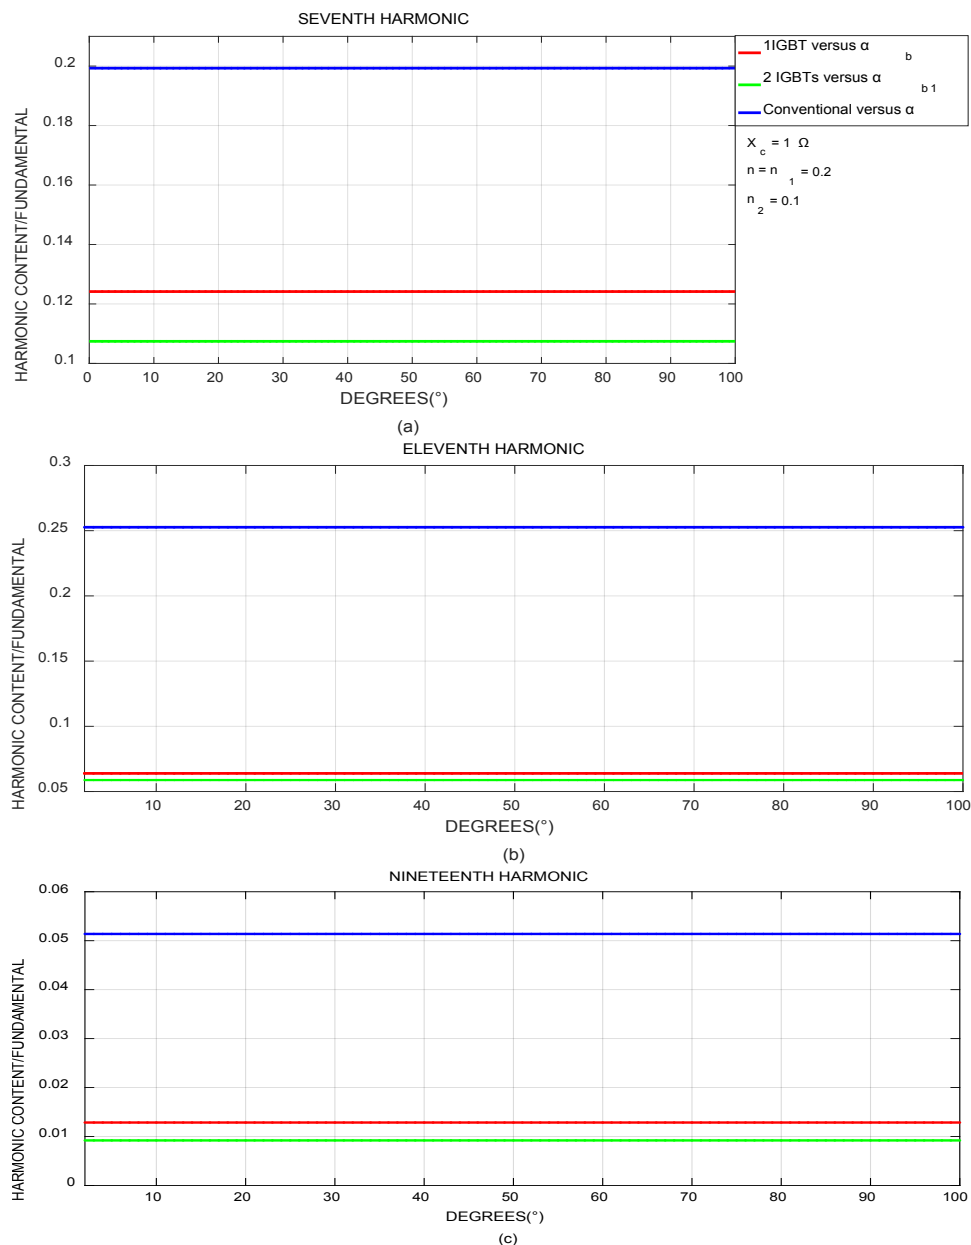 SEVENTH HARMONIC
HARMONIC CONTENT/FUNDAMENTAL
0.2
0.18
0.16
0.14
0.12
0.1
0 10 20 30 40 50 60 70 80 90 100
DEGREES(°)
(a)
1IGBT versus α b
2 IGBTs versus α b 1
Conventional versus α
X c = 1 Ω
n = n 1 = 0.2
n 2 = 0.1
ELEVENTH HARMONIC
HARMONIC CONTENT/FUNDAMENTAL
0.3
0.25
0.2
0.15
0.1
0.05
10 20 30 40 50 60 70 80 90 100
DEGREES(°)
(b)
NINETEENTH HARMONIC
HARMONIC CONTENT/FUNDAMENTAL
0.06
0.05
0.04
0.03
0.02
0.01
0
10 20 30 40 50 60 70 80 90 100
DEGREES(°)
(c)